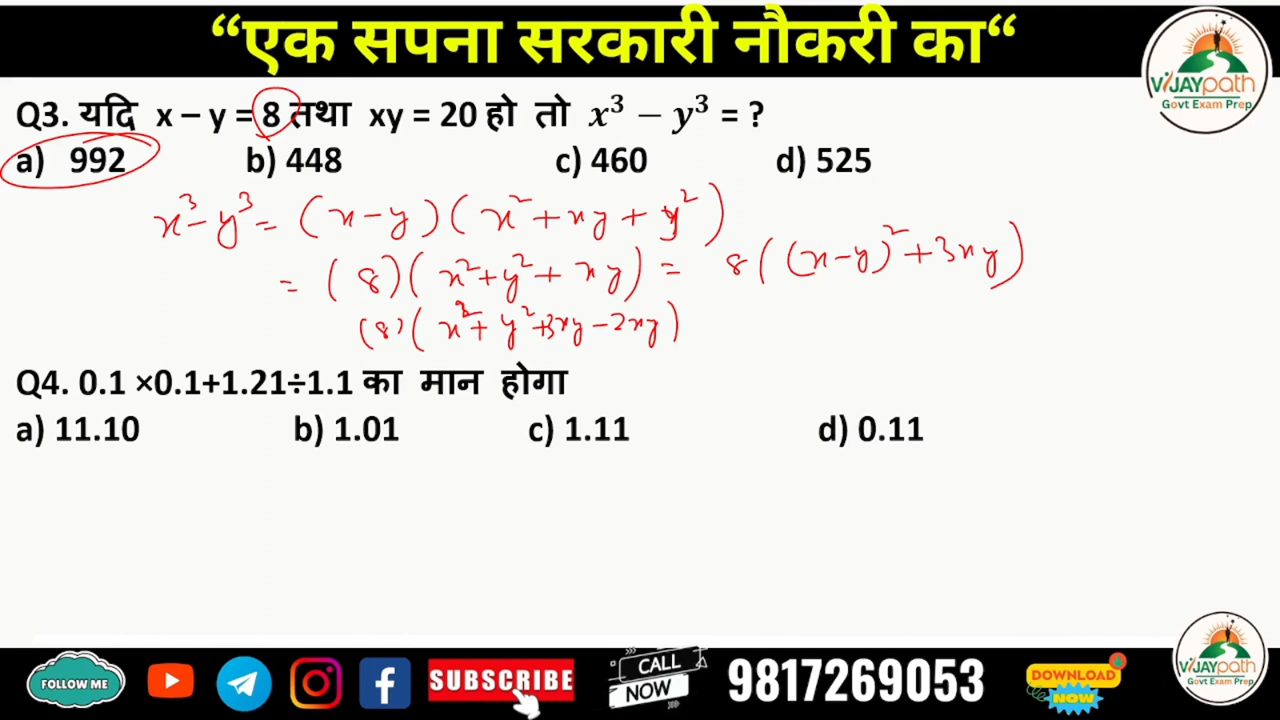 “एक सपना सरकारी नौकरी का“
VIJAYPATH
Govt Exam Prep
Q3. यदि x – y = 8 तथा xy = 20 हो तो x³ − y³ = ?
a) 992 b) 448 c) 460 d) 525
x³ - y³ = (x - y)(x² + xy + y²)
= (8)(x² + y² + xy) = 8((x - y)² + 3xy)
(8)(x² + y² + 3xy - 2xy)
Q4. 0.1 ×0.1+1.21÷1.1 का मान होगा
a) 11.10 b) 1.01 c) 1.11 d) 0.11
VIJAYPATH
Govt Exam Prep
FOLLOW ME
SUBSCRIBE
CALL
NOW
9817269053
DOWNLOAD
NOW